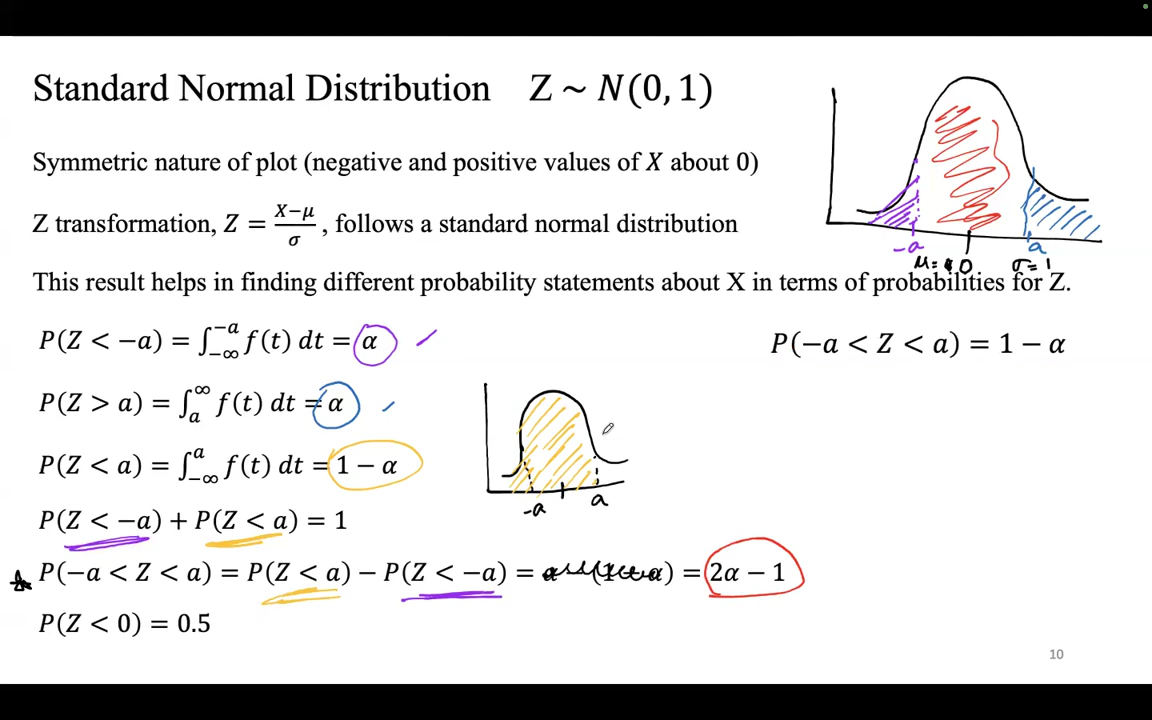 Standard Normal Distribution Z ~ N(0, 1)
Symmetric nature of plot (negative and positive values of X about 0)
Z transformation, Z = (X−μ)/σ , follows a standard normal distribution
-a
a
μ= 0
σ=1
This result helps in finding different probability statements about X in terms of probabilities for Z.
P(Z < −a) = ∫_{−∞}^{−a} f(t) dt = α
P(−a < Z < a) = 1 − α
P(Z > a) = ∫_{a}^{∞} f(t) dt = α
P(Z < a) = ∫_{−∞}^{a} f(t) dt = 1 − α
-a
a
P(Z < −a) + P(Z < a) = 1
P(−a < Z < a) = P(Z < a) − P(Z < −a) = = 2α − 1
P(Z < 0) = 0.5
10